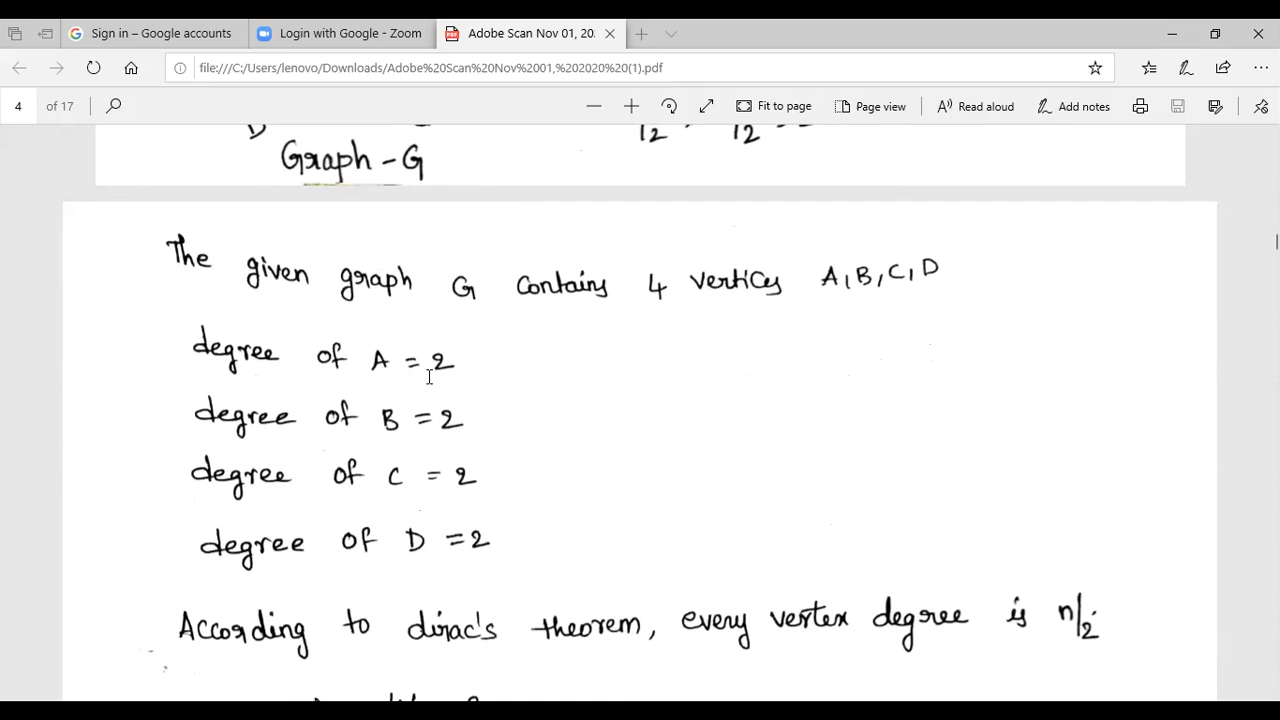 Sign in – Google accounts
Login with Google - Zoom
Adobe Scan Nov 01, 20
file:///C:/Users/lenovo/Downloads/Adobe%20Scan%20Nov%2001,%202020%20(1).pdf
4 of 17
Fit to page
Page view
Read aloud
Add notes
Graph - G
The given graph G contains 4 vertices A, B, C, D
degree of A = 2
degree of B = 2
degree of C = 2
degree of D = 2
According to dirac's theorem, every vertex degree is n/2.